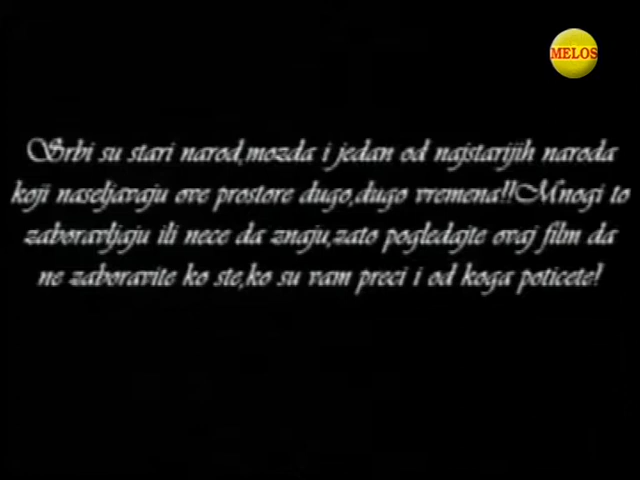 MELOS
Srbi su stari narod,mozda i jedan od najstarijih naroda
koji naseljavaju ove prostore dugo,dugo vremena!!Mnogi to
zaboravljaju ili nece da znaju,zato pogledajte ovaj film da
ne zaboravite ko ste,ko su vam preci i od koga poticete!